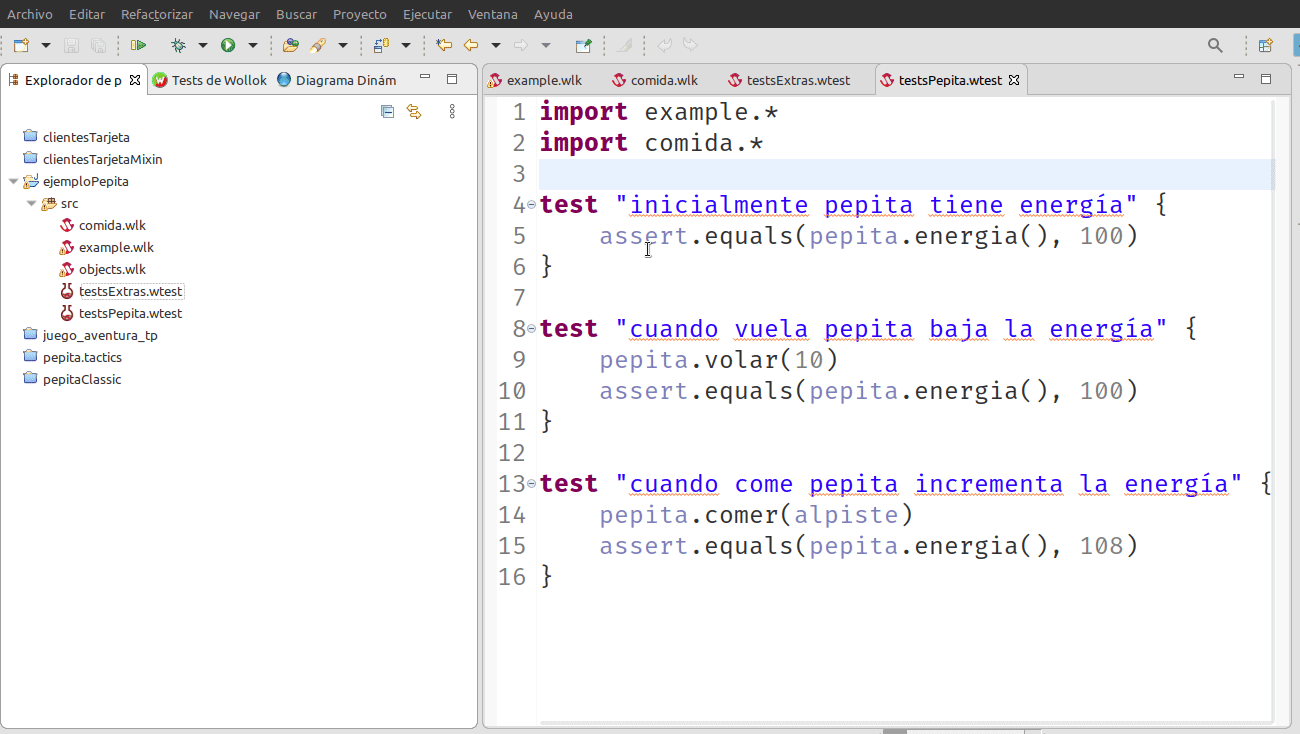 Archivo Editar Refactorizar Navegar Buscar Proyecto Ejecutar Ventana Ayuda
Explorador de p Tests de Wollok Diagrama Dinám
clientesTarjeta
clientesTarjetaMixin
ejemploPepita
src
comida.wlk
example.wlk
objects.wlk
testsExtras.wtest
testsPepita.wtest
juego_aventura_tp
pepita.tactics
pepitaClassic
example.wlk comida.wlk testsExtras.wtest testsPepita.wtest
1 import example.*
2 import comida.*
3
4 test "inicialmente pepita tiene energía" {
5 assert.equals(pepita.energia(), 100)
6 }
7
8 test "cuando vuela pepita baja la energía" {
9 pepita.volar(10)
10 assert.equals(pepita.energia(), 100)
11 }
12
13 test "cuando come pepita incrementa la energía" {
14 pepita.comer(alpiste)
15 assert.equals(pepita.energia(), 108)
16 }